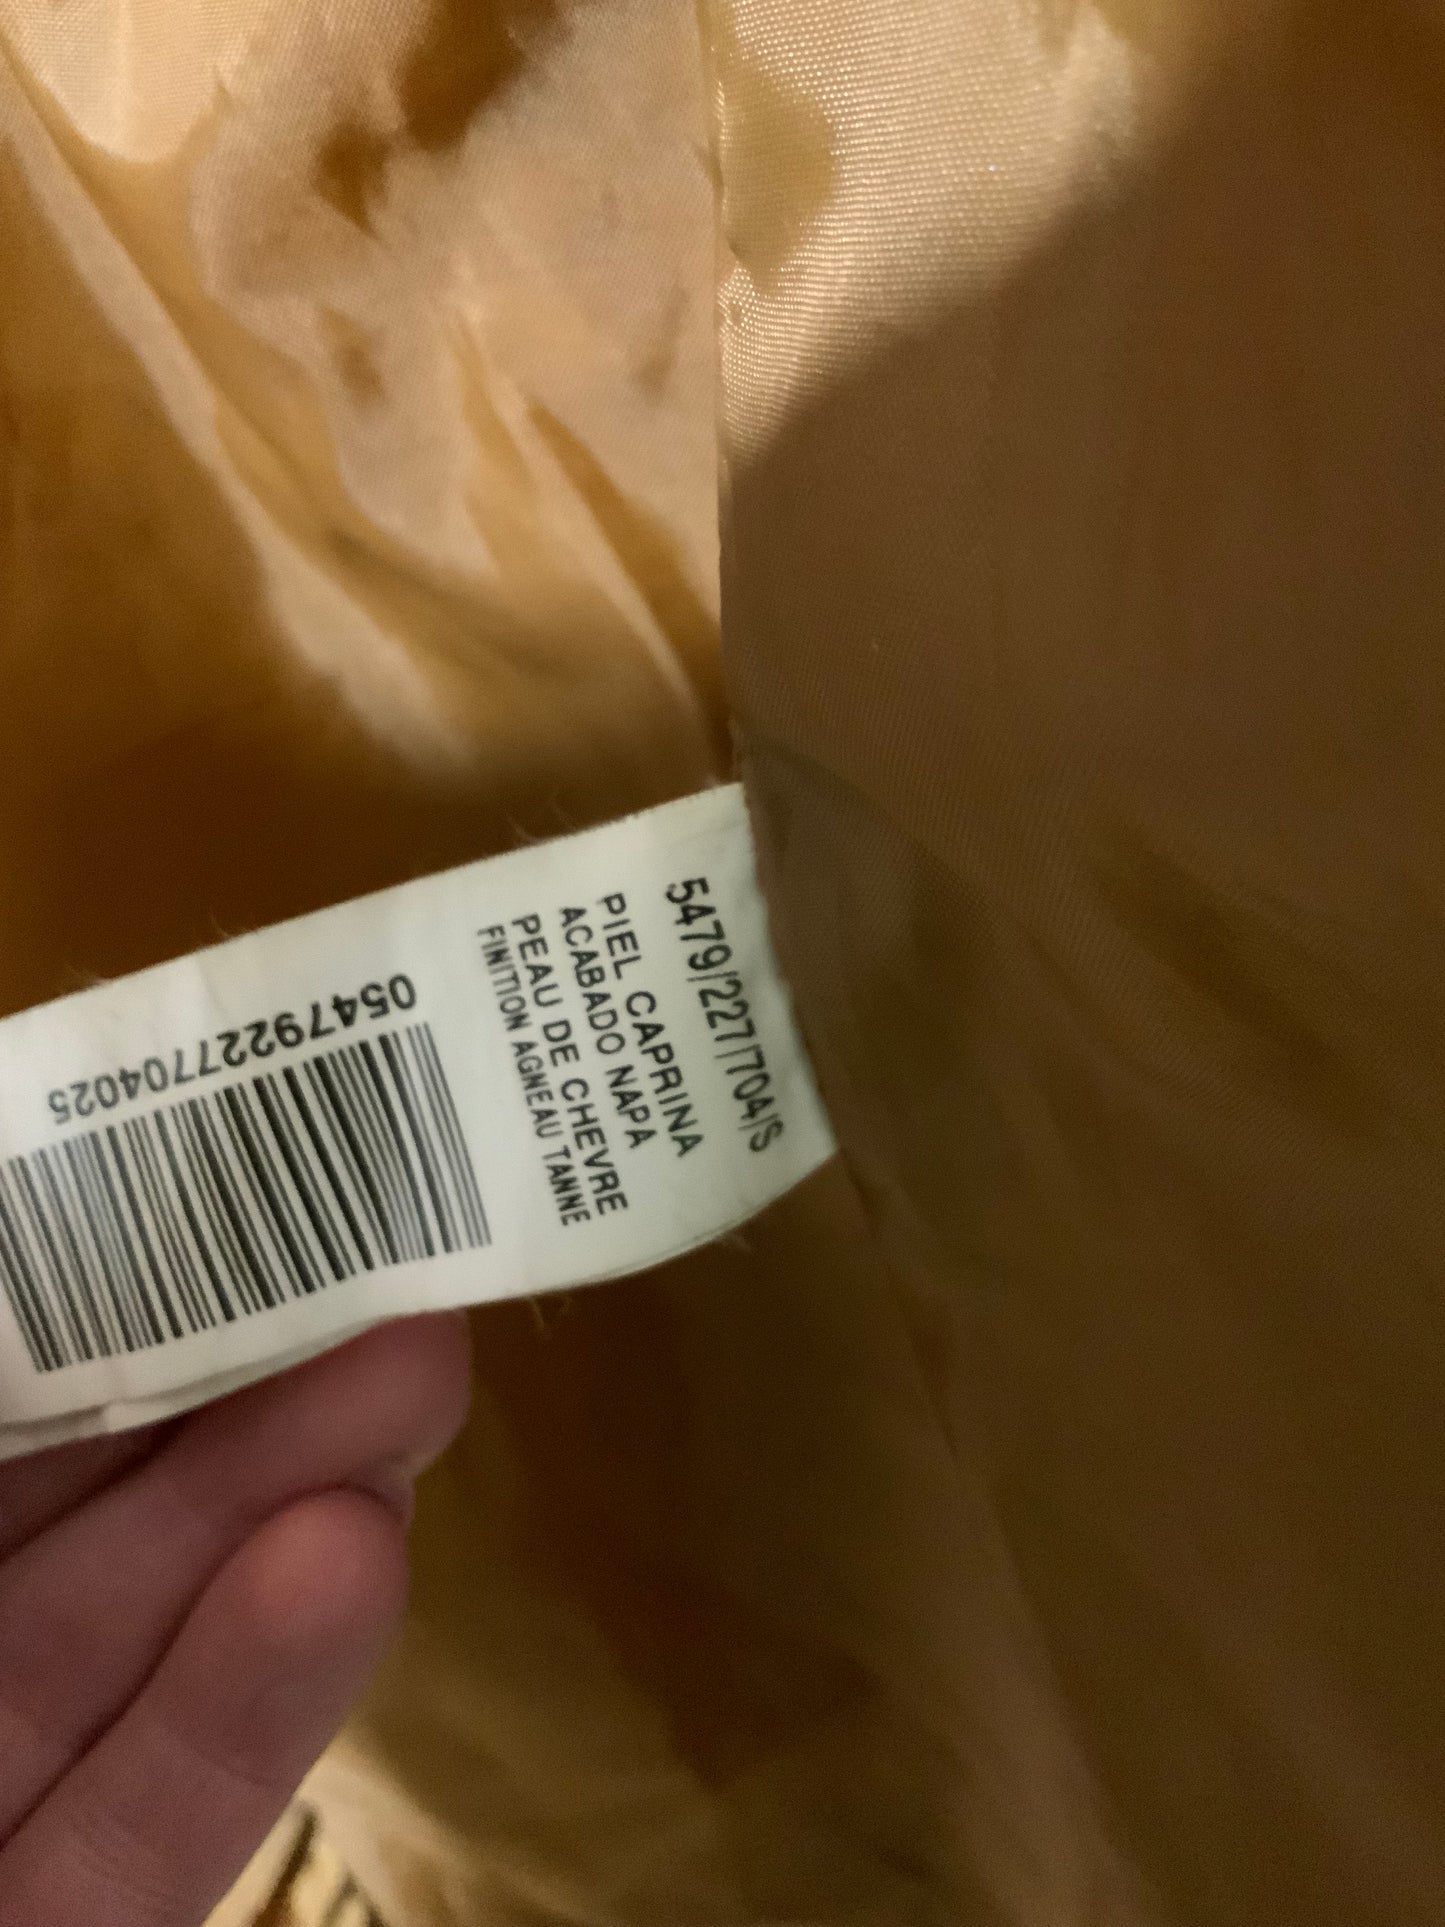 5479/227/704/S
PIEL CAPRINA
ACABADO NAPA
PEAU DE CHEVRE
FINITION AGNEAU TANNE
05479227704025